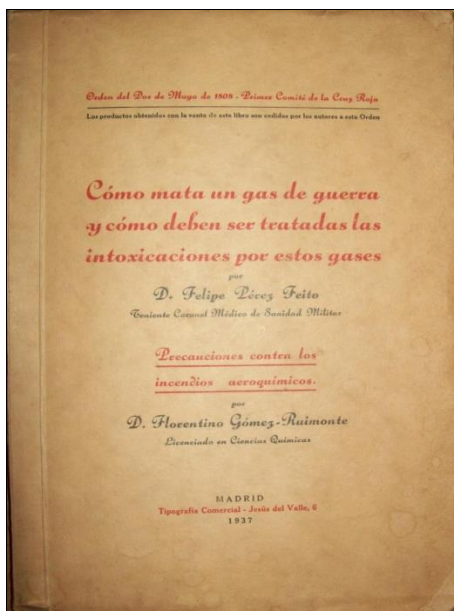 Orden del Dos de Mayo de 1808 - Primer Comité de la Cruz Roja
Los productos obtenidos con la venta de este libro son cedidos por los autores a esta Orden
Cómo mata un gas de guerra
y cómo deben ser tratadas las
intoxicaciones por estos gases
por
D. Felipe Pérez Feito
Teniente Coronel Médico de Sanidad Militar
Precauciones contra los
incendios aeroquímicos.
por
D. Florentino Gómez-Ruimonte
Licenciado en Ciencias Químicas
MADRID
Tipografía Comercial - Jesús del Valle, 6
1937